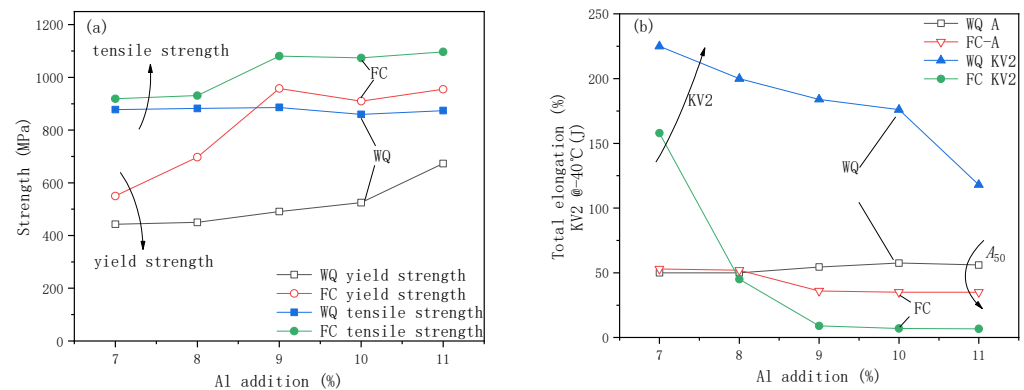 (a)
tensile strength
FC
WQ
yield strength
WQ yield strength
FC yield strength
WQ tensile strength
FC tensile strength
Strength (MPa)
1200
1000
800
600
400
200
0
7 8 9 10 11
Al addition (%)
(b)
WQ A
FC-A
WQ KV2
FC KV2
KV2
WQ
A50
FC
Total elongation (%)
KV2 @-40℃(J)
250
200
150
100
50
0
7 8 9 10 11
Al addition (%)